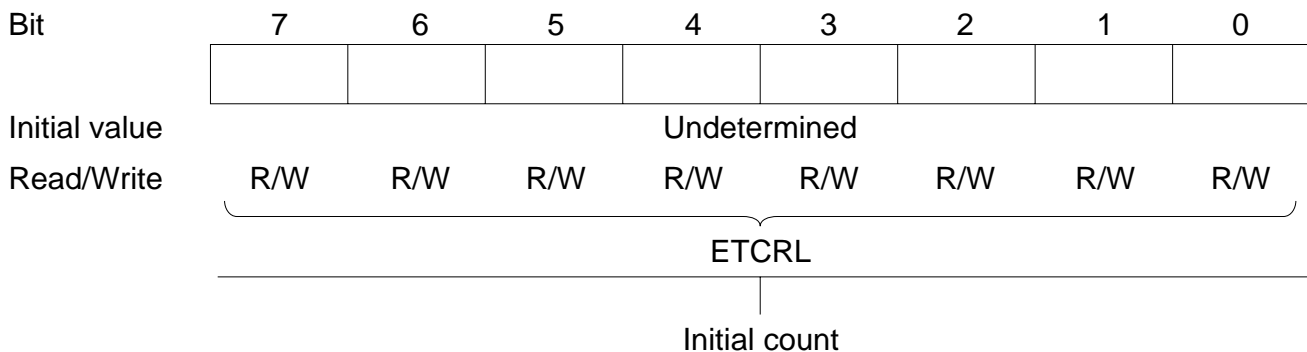 Bit 7 6 5 4 3 2 1 0
Initial value Undetermined
Read/Write R/W R/W R/W R/W R/W R/W R/W R/W
ETCRL
Initial count